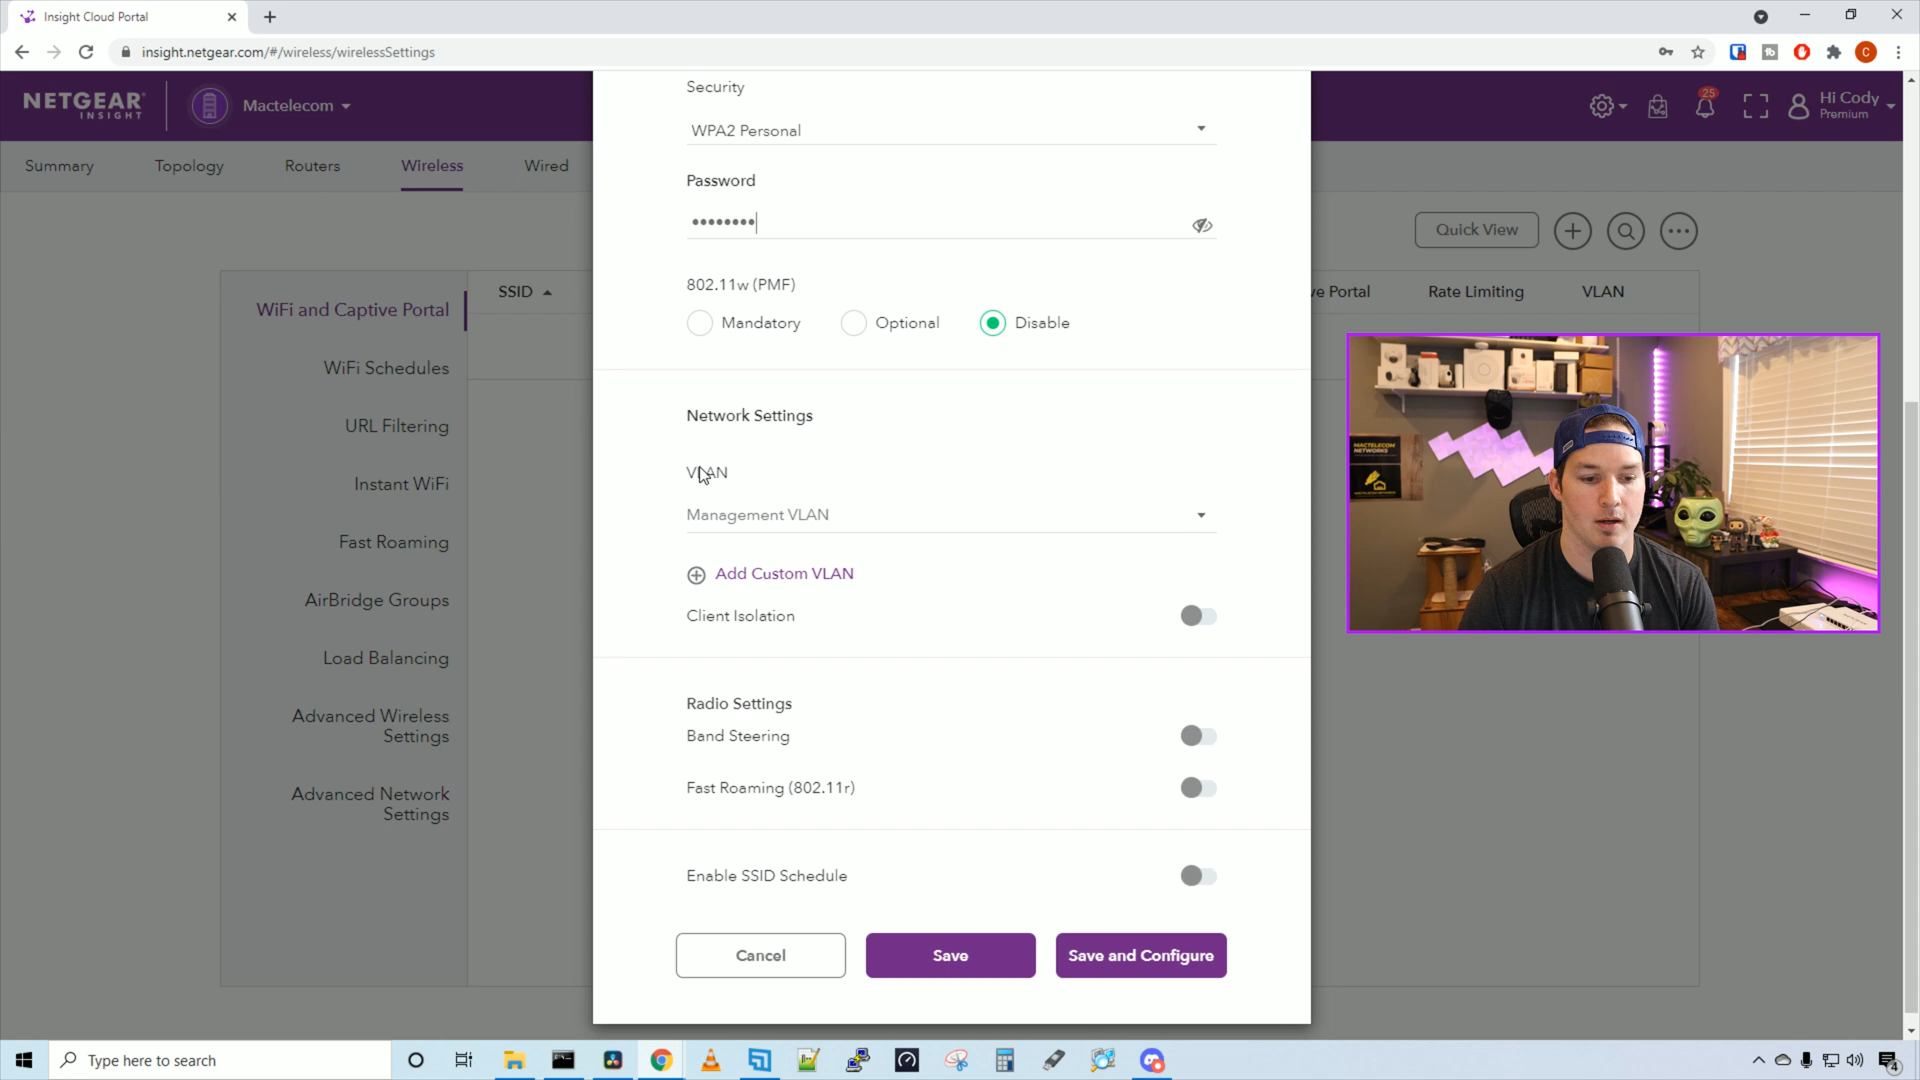 Insight Cloud Portal
insight.netgear.com/#/wireless/wirelessSettings
NETGEAR
INSIGHT
Mactelecom
25
Hi Cody
Premium
Summary
Topology
Routers
Wireless
Wired
Quick View
WiFi and Captive Portal
WiFi Schedules
URL Filtering
Instant WiFi
Fast Roaming
AirBridge Groups
Load Balancing
Advanced Wireless
Settings
Advanced Network
Settings
SSID
ve Portal
Rate Limiting
VLAN
Security
WPA2 Personal
Password
••••••••
802.11w (PMF)
Mandatory
Optional
Disable
Network Settings
VLAN
Management VLAN
Add Custom VLAN
Client Isolation
Radio Settings
Band Steering
Fast Roaming (802.11r)
Enable SSID Schedule
Cancel
Save
Save and Configure
MACTELECOM
NETWORKS
Type here to search
4